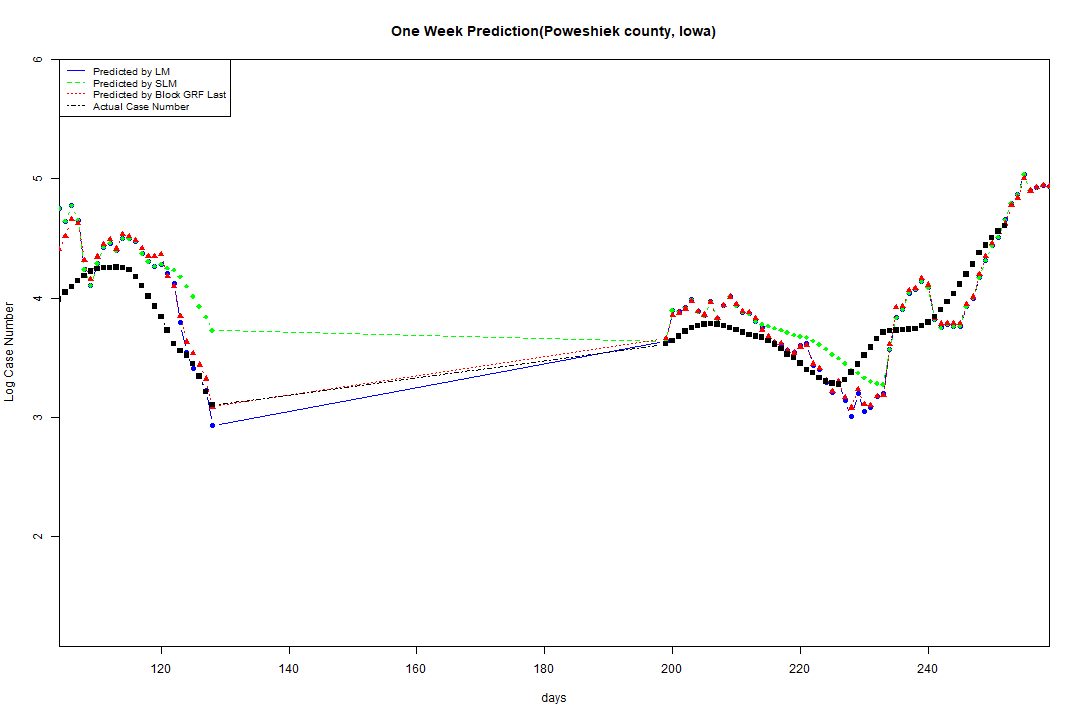 One Week Prediction(Poweshiek county, Iowa)
Predicted by LM
Predicted by SLM
Predicted by Block GRF Last
Actual Case Number
6
5
4
3
2
Log Case Number
120 140 160 180 200 220 240
days